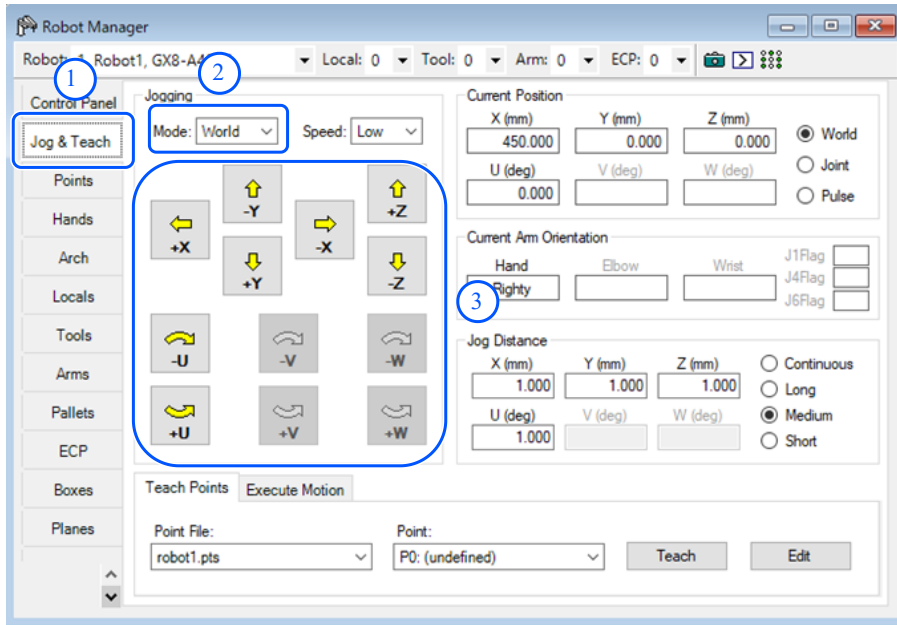 Robot Manager
Robot: 1, Robot1, GX8-A4 Local: 0 Tool: 0 Arm: 0 ECP: 0
1
2
Control Panel
Jog & Teach
Points
Hands
Arch
Locals
Tools
Arms
Pallets
ECP
Boxes
Planes
Jogging
Mode: World Speed: Low
-Y
+Z
+X
-X
+Y
-Z
-U
-V
-W
+U
+V
+W
3
Current Position
X (mm) Y (mm) Z (mm)
450.000 0.000 0.000
U (deg) V (deg) W (deg)
0.000
World
Joint
Pulse
Current Arm Orientation
Hand Elbow Wrist
Righty
J1Flag
J4Flag
J6Flag
Jog Distance
X (mm) Y (mm) Z (mm)
1.000 1.000 1.000
U (deg) V (deg) W (deg)
1.000
Continuous
Long
Medium
Short
Teach Points Execute Motion
Point File: Point:
robot1.pts P0: (undefined) Teach Edit